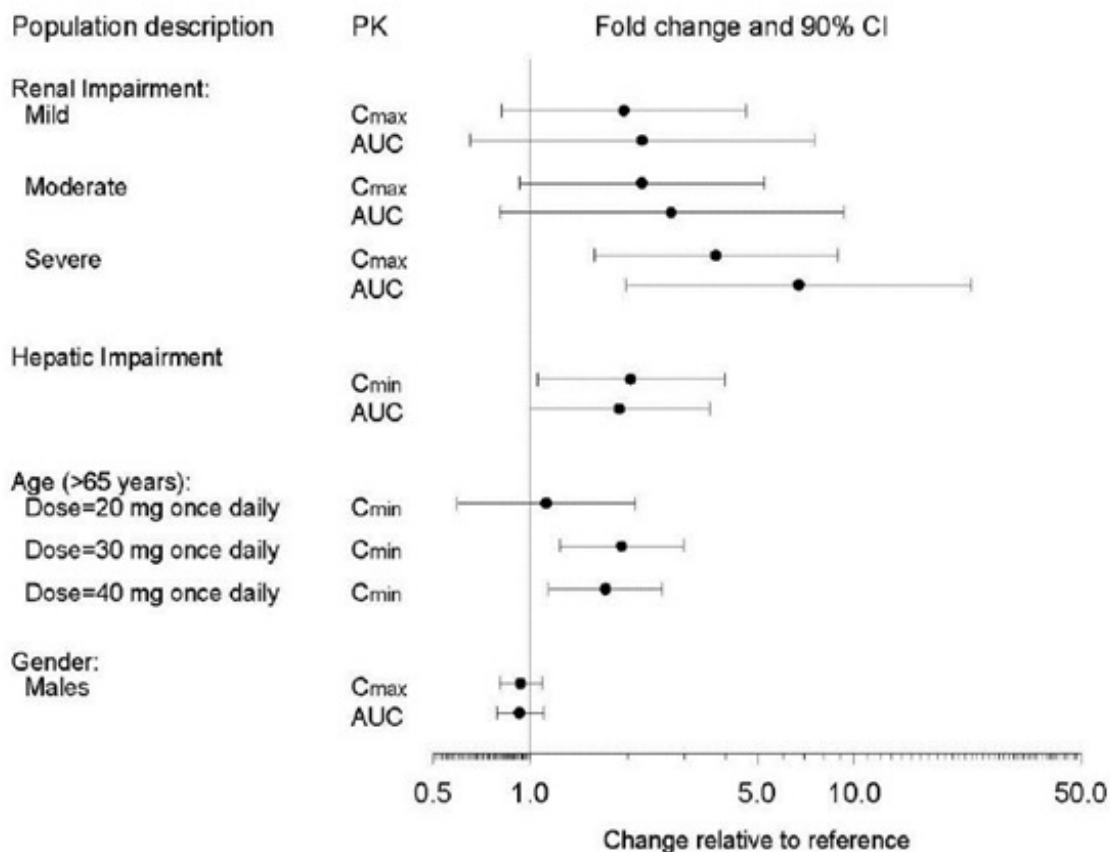 Population description PK Fold change and 90% CI
Renal Impairment:
Mild Cmax
AUC
Moderate Cmax
AUC
Severe Cmax
AUC
Hepatic Impairment
Cmin
AUC
Age (>65 years):
Dose=20 mg once daily Cmin
Dose=30 mg once daily Cmin
Dose=40 mg once daily Cmin
Gender:
Males Cmax
AUC
0.5 1.0 5.0 10.0 50.0
Change relative to reference